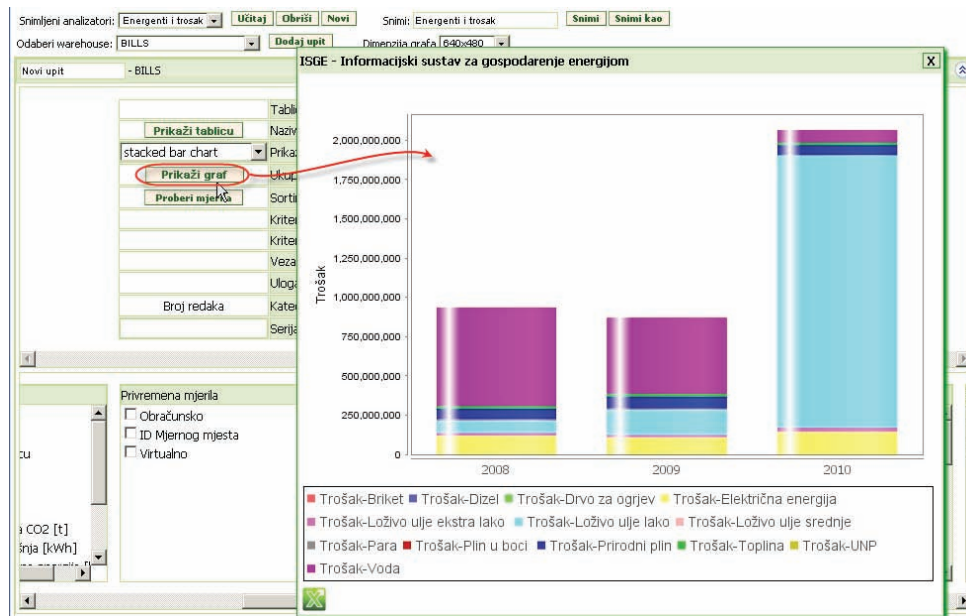 Snimljeni analizatori: Energenti i trosak Učitaj Obriši Novi Snimi: Energenti i trosak Snimi Snimi kao
Odaberi warehouse: BILLS Dodaj upit Dimenzija grafa 640x480
ISGE - Informacijski sustav za gospodarenje energijom X
Novi upit - BILLS
Prikaži tablicu
stacked bar chart
Prikaži graf
Proberi mjerila
Broj redaka
Serija
2,000,000,000
1,750,000,000
1,500,000,000
1,250,000,000
1,000,000,000
750,000,000
500,000,000
250,000,000
0
Trošak
2008 2009 2010
Privremena mjerila
Obračunsko
ID Mjernog mjesta
Virtualno
CO2 [t]
[kWh]
Trošak-Briket Trošak-Dizel Trošak-Drvo za ogrjev Trošak-Električna energija
Trošak-Loživo ulje ekstra lako Trošak-Loživo ulje lako Trošak-Loživo ulje srednje
Trošak-Para Trošak-Plin u boci Trošak-Prirodni plin Trošak-Toplina Trošak-UNP
Trošak-Voda